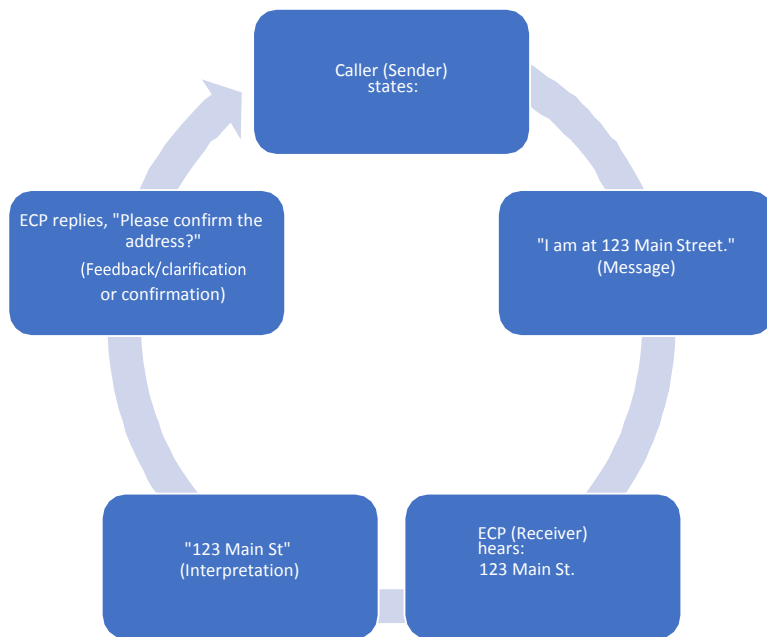 Caller (Sender)
states:
"I am at 123 Main Street."
(Message)
ECP (Receiver)
hears:
123 Main St.
"123 Main St"
(Interpretation)
ECP replies, "Please confirm the
address?"
(Feedback/clarification
or confirmation)